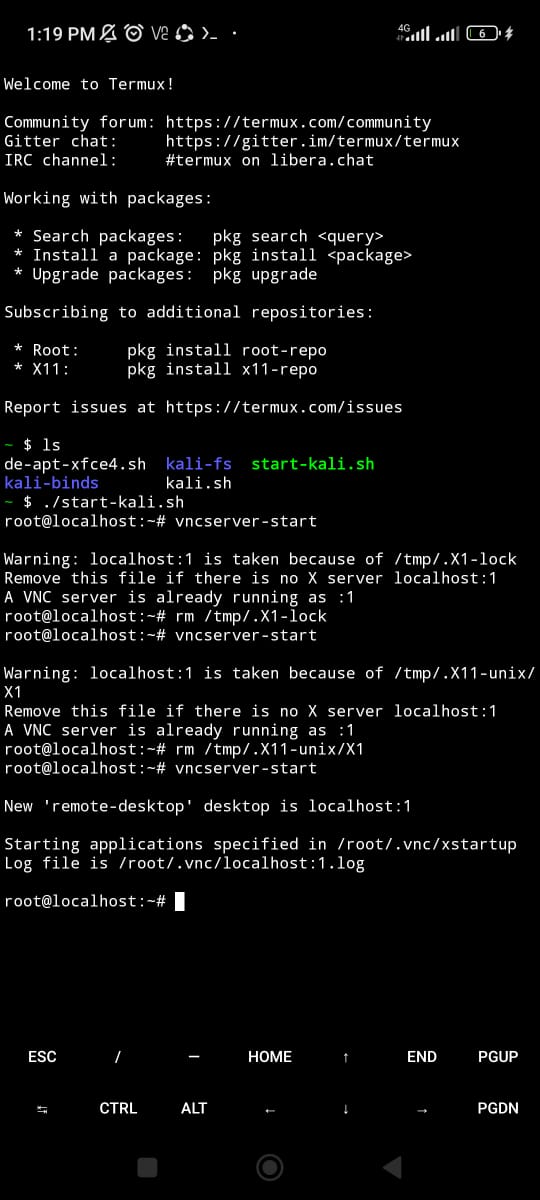 1:19 PM
4G
6
Welcome to Termux!
Community forum: https://termux.com/community
Gitter chat:     https://gitter.im/termux/termux
IRC channel:     #termux on libera.chat
Working with packages:
 * Search packages:   pkg search <query>
 * Install a package: pkg install <package>
 * Upgrade packages:  pkg upgrade
Subscribing to additional repositories:
 * Root:     pkg install root-repo
 * X11:      pkg install x11-repo
Report issues at https://termux.com/issues
~ $ ls
de-apt-xfce4.sh  kali-fs  start-kali.sh
kali-binds       kali.sh
~ $ ./start-kali.sh
root@localhost:~# vncserver-start
Warning: localhost:1 is taken because of /tmp/.X1-lock
Remove this file if there is no X server localhost:1
A VNC server is already running as :1
root@localhost:~# rm /tmp/.X1-lock
root@localhost:~# vncserver-start
Warning: localhost:1 is taken because of /tmp/.X11-unix/
X1
Remove this file if there is no X server localhost:1
A VNC server is already running as :1
root@localhost:~# rm /tmp/.X11-unix/X1
root@localhost:~# vncserver-start
New 'remote-desktop' desktop is localhost:1
Starting applications specified in /root/.vnc/xstartup
Log file is /root/.vnc/localhost:1.log
root@localhost:~#
ESC / — HOME ↑ END PGUP
↹ CTRL ALT ← ↓ → PGDN